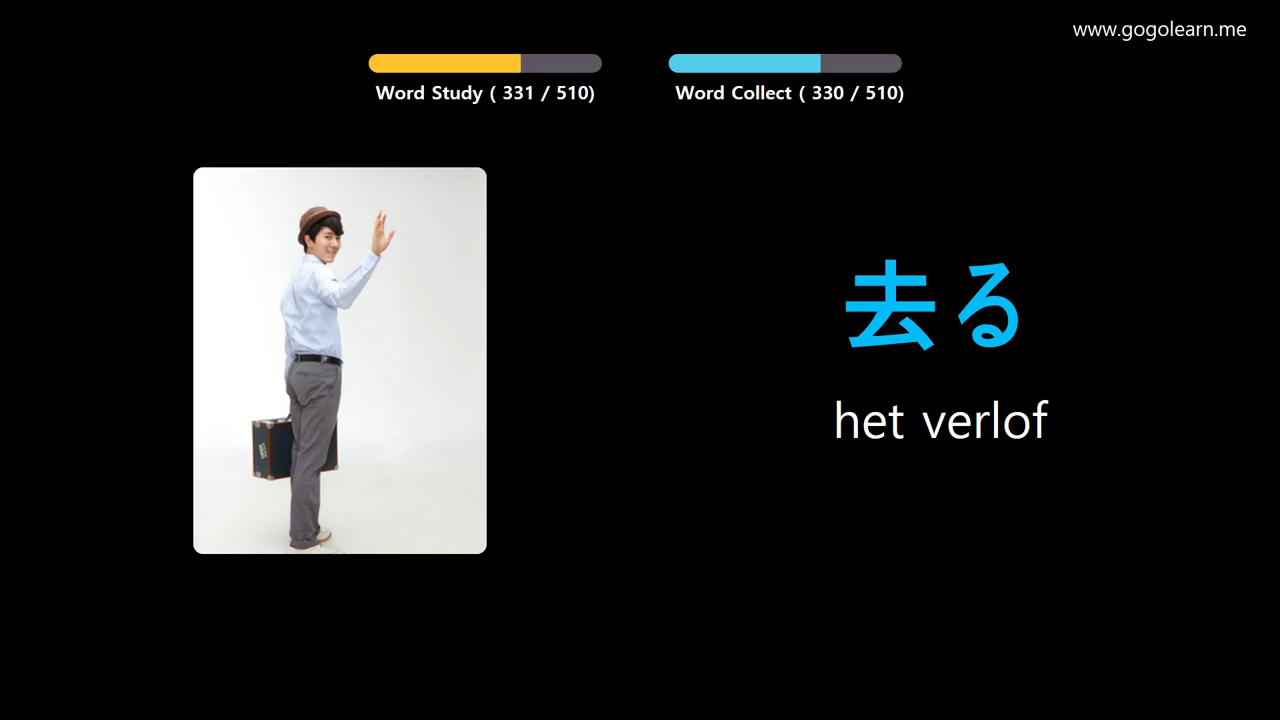 www.gogolearn.me
Word Study ( 331 / 510)
Word Collect ( 330 / 510)
去る
het verlof